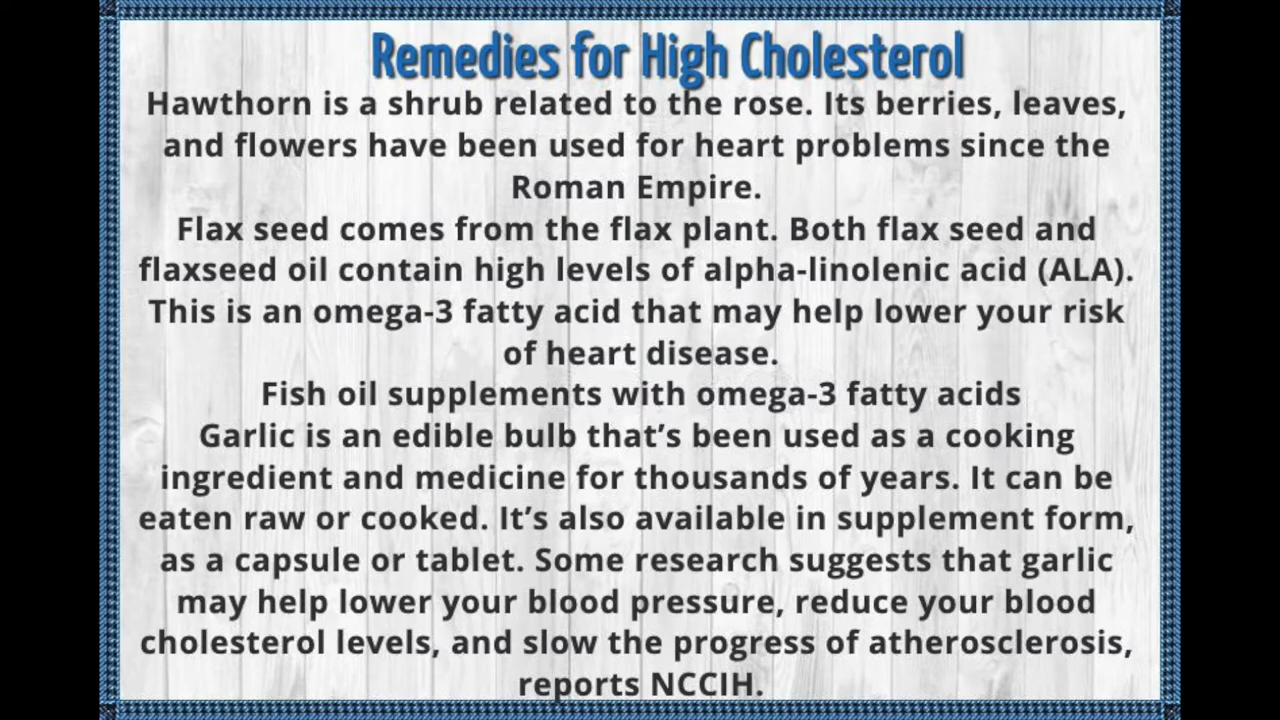 Remedies for High Cholesterol
Hawthorn is a shrub related to the rose. Its berries, leaves,
and flowers have been used for heart problems since the
Roman Empire.
Flax seed comes from the flax plant. Both flax seed and
flaxseed oil contain high levels of alpha-linolenic acid (ALA).
This is an omega-3 fatty acid that may help lower your risk
of heart disease.
Fish oil supplements with omega-3 fatty acids
Garlic is an edible bulb that’s been used as a cooking
ingredient and medicine for thousands of years. It can be
eaten raw or cooked. It’s also available in supplement form,
as a capsule or tablet. Some research suggests that garlic
may help lower your blood pressure, reduce your blood
cholesterol levels, and slow the progress of atherosclerosis,
reports NCCIH.